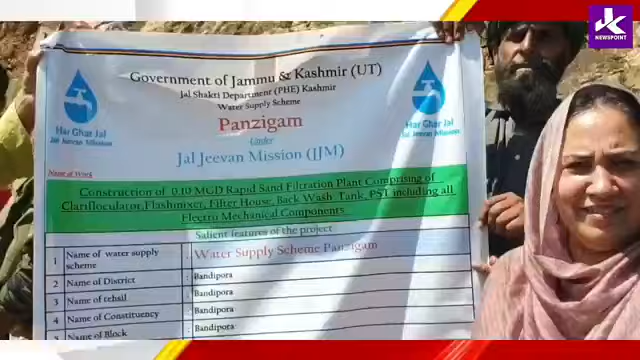 JK
NEWSPOINT
Government of Jammu & Kashmir (UT)
Jal Shakti Department (PHE) Kashmir
Water Supply Scheme
Panzigam
Under
Jal Jeevan Mission (JJM)
Har Ghar Jal
Jal Jeevan Mission
Har Ghar Jal
Jal Jeevan Mission
Name of Work
Construction of 0.10 MGD Rapid Sand Filtration Plant Comprising of
Clariflocculator,Flashmixer, Filter House, Back Wash Tank, PST including all
Electro Mechanical Components
Salient features of the project
1 Name of water supply scheme : Water Supply Scheme Panzigam
2 Name of District : Bandipora
3 Name of tehsil : Bandipora
4 Name of Constituency : Bandipora
5 Name of Block : Bandipora